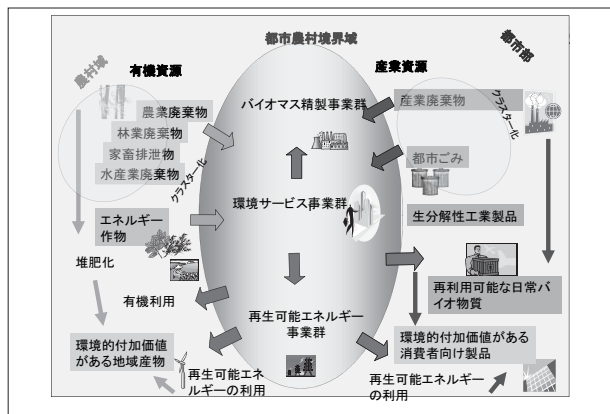 都市農村境界域
都市部
農村域
有機資源
産業資源
農業廃棄物
林業廃棄物
家畜排泄物
水産業廃棄物
クラスター化
バイオマス精製事業群
産業廃棄物
クラスター化
都市ごみ
環境サービス事業群
生分解性工業製品
エネルギー
作物
堆肥化
有機利用
再利用可能な日常バ
イオ物質
再生可能エネルギー
事業群
環境的付加価値
がある地域産物
環境的付加価値がある
消費者向け製品
再生可能エネ
ルギーの利用
再生可能エネルギー
の利用